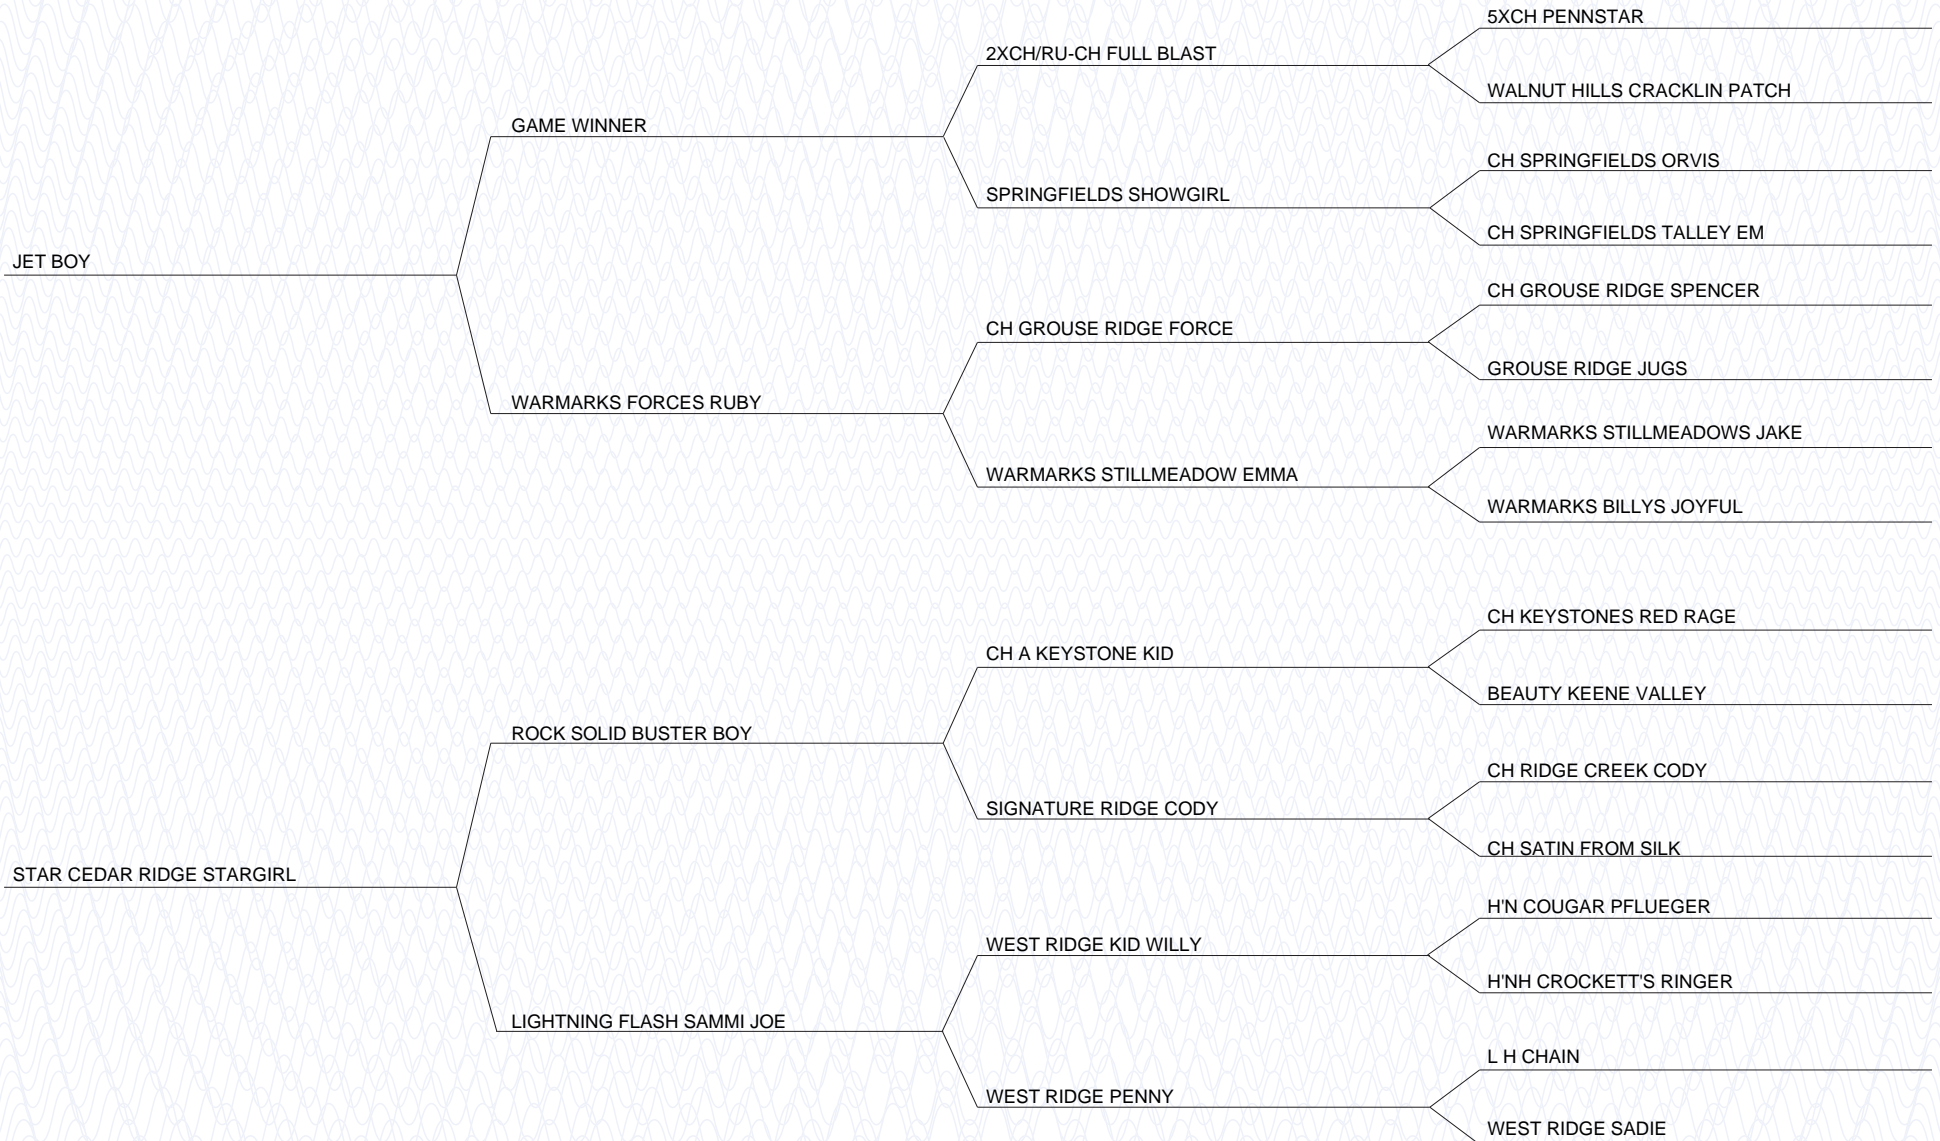 5XCH PENNSTAR
2XCH/RU-CH FULL BLAST
WALNUT HILLS CRACKLIN PATCH
GAME WINNER
CH SPRINGFIELDS ORVIS
SPRINGFIELDS SHOWGIRL
CH SPRINGFIELDS TALLEY EM
JET BOY
CH GROUSE RIDGE SPENCER
CH GROUSE RIDGE FORCE
GROUSE RIDGE JUGS
WARMARKS FORCES RUBY
WARMARKS STILLMEADOWS JAKE
WARMARKS STILLMEADOW EMMA
WARMARKS BILLYS JOYFUL
CH KEYSTONES RED RAGE
CH A KEYSTONE KID
BEAUTY KEENE VALLEY
ROCK SOLID BUSTER BOY
CH RIDGE CREEK CODY
SIGNATURE RIDGE CODY
CH SATIN FROM SILK
STAR CEDAR RIDGE STARGIRL
H'N COUGAR PFLUEGER
WEST RIDGE KID WILLY
H'NH CROCKETT'S RINGER
LIGHTNING FLASH SAMMI JOE
L H CHAIN
WEST RIDGE PENNY
WEST RIDGE SADIE